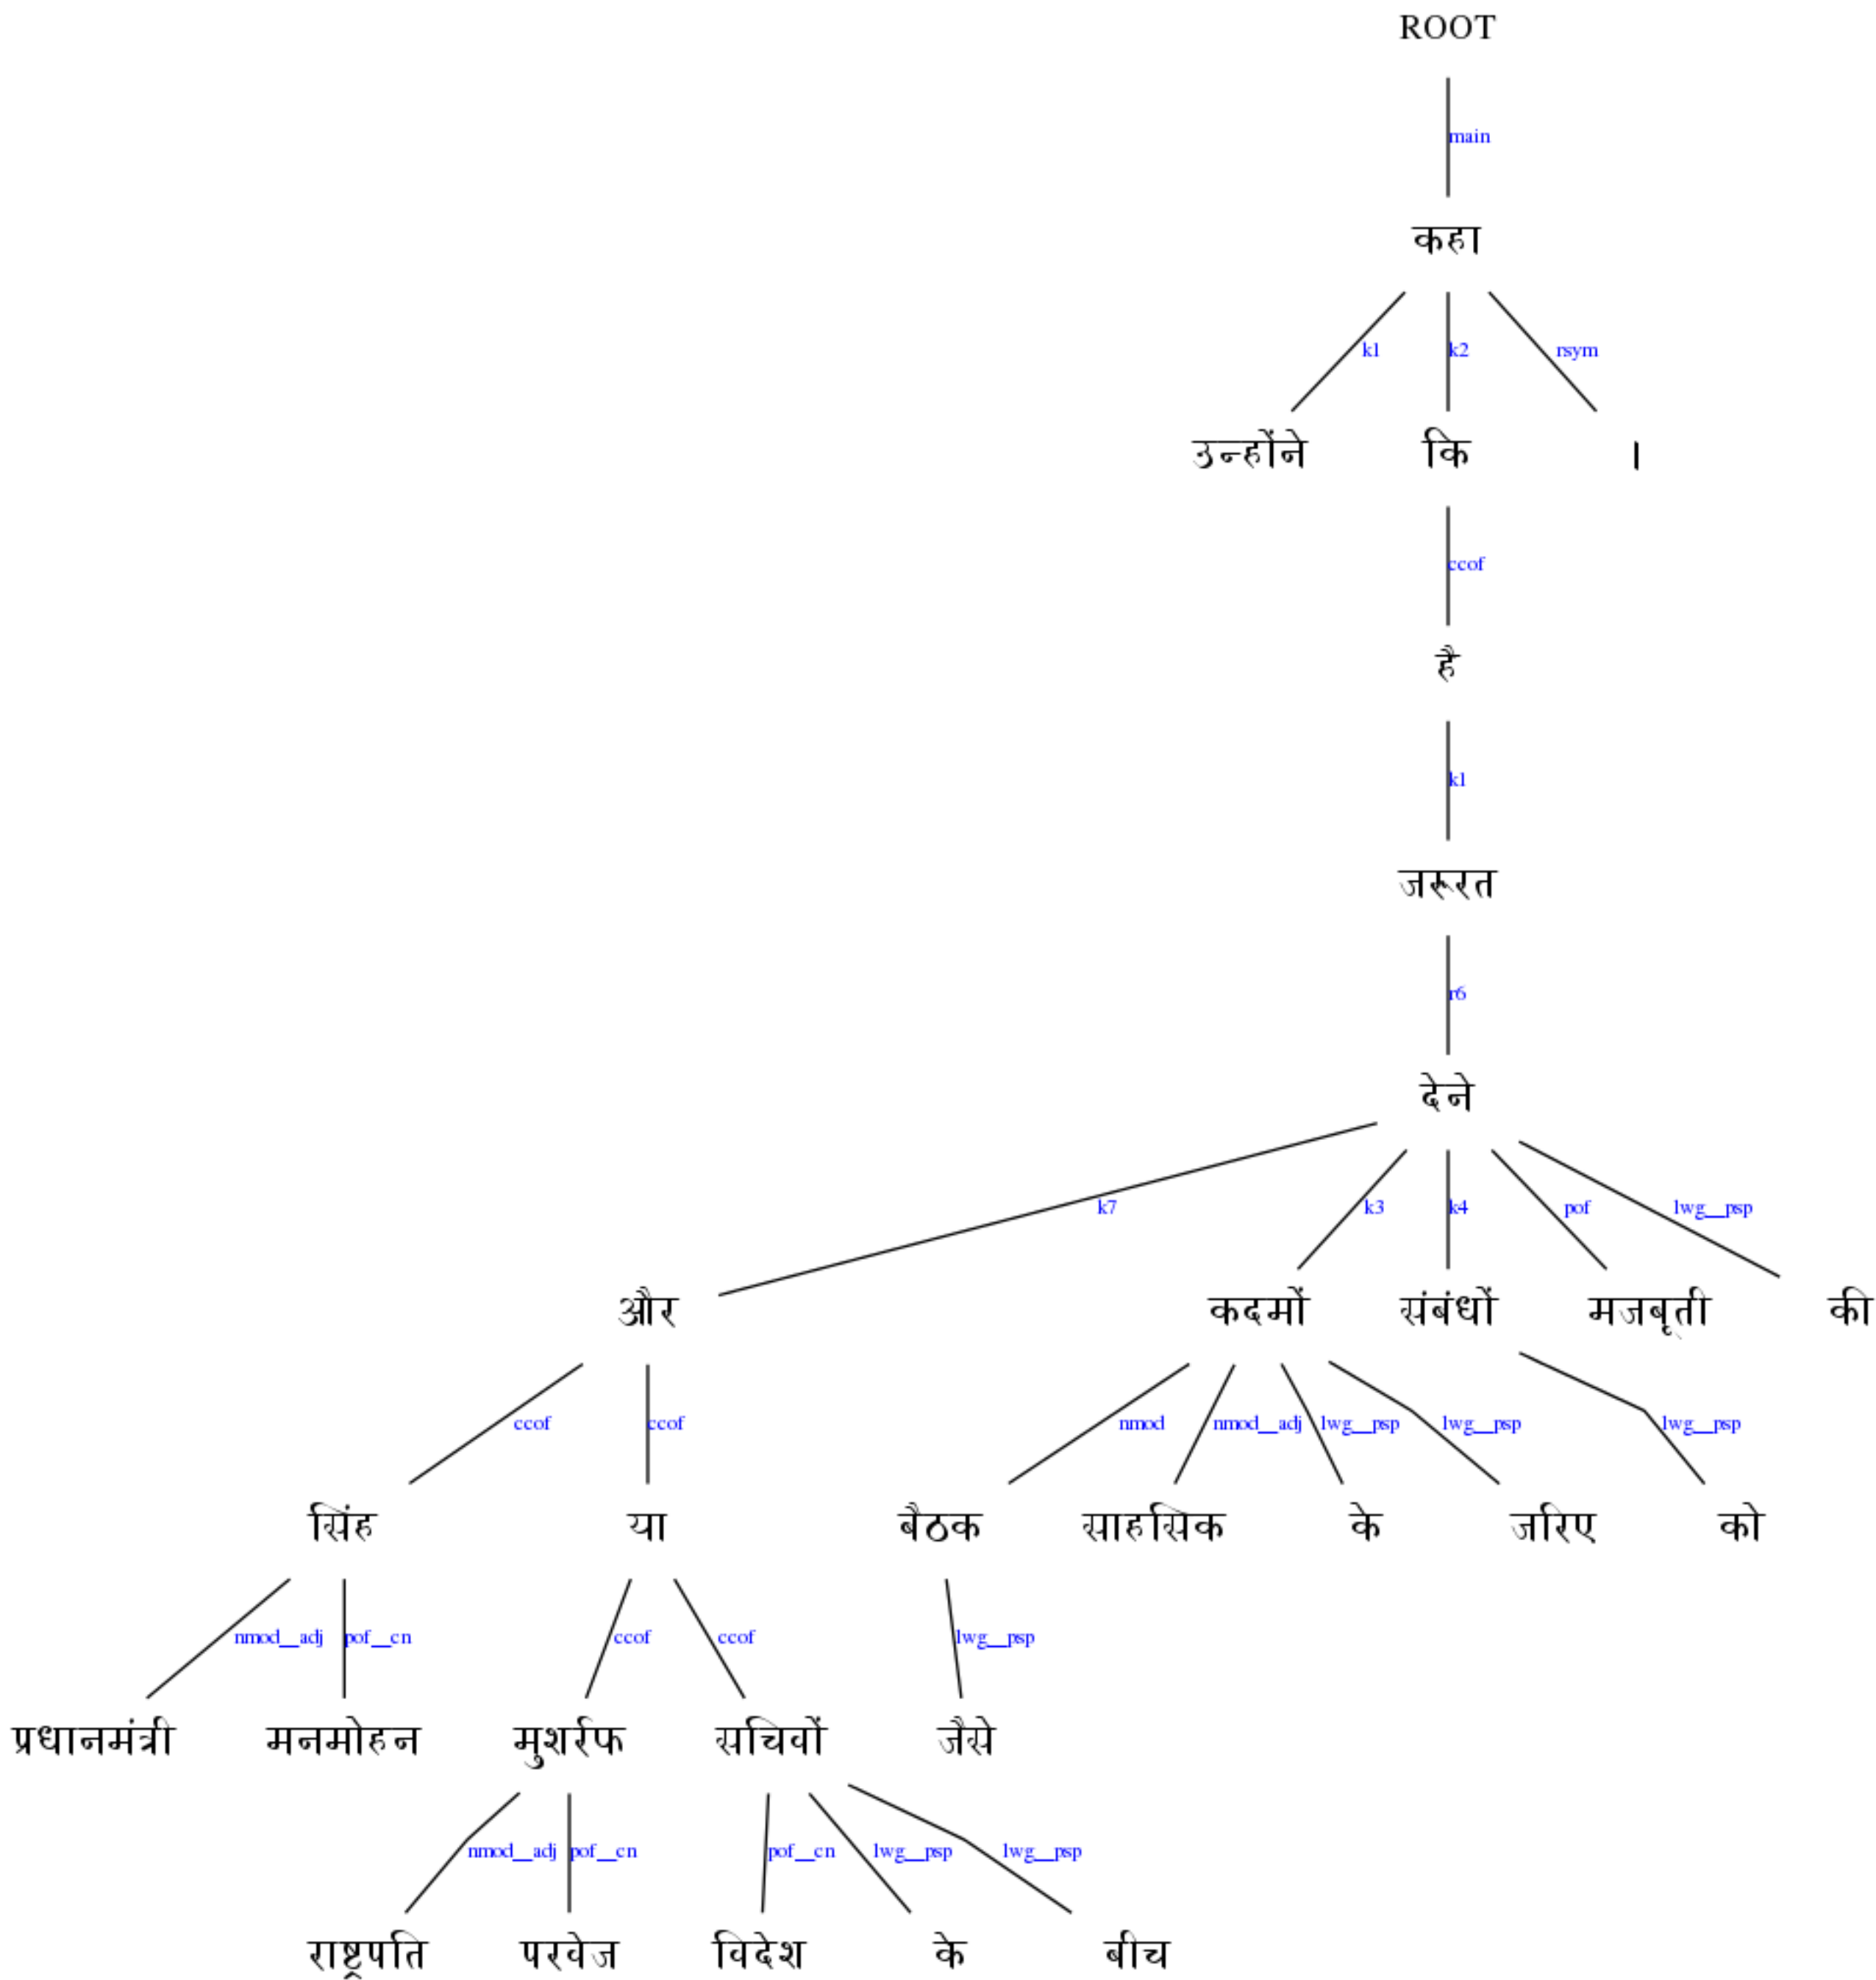 ROOT
main
कहा
k1 k2 rsym
उन्होंने कि ।
ccof
है
k1
जरूरत
r6
देने
k7 k3 k4 pof lwg__psp
और कदमों संबंधों मजबूती की
ccof ccof nmod nmod__adj lwg__psp lwg__psp lwg__psp
सिंह या बैठक साहसिक के जरिए को
nmod__adj pof__cn ccof ccof lwg__psp
प्रधानमंत्री मनमोहन मुशर्रफ सचिवों जैसे
nmod__adj pof__cn pof__cn lwg__psp lwg__psp
राष्ट्रपति परवेज विदेश के बीच